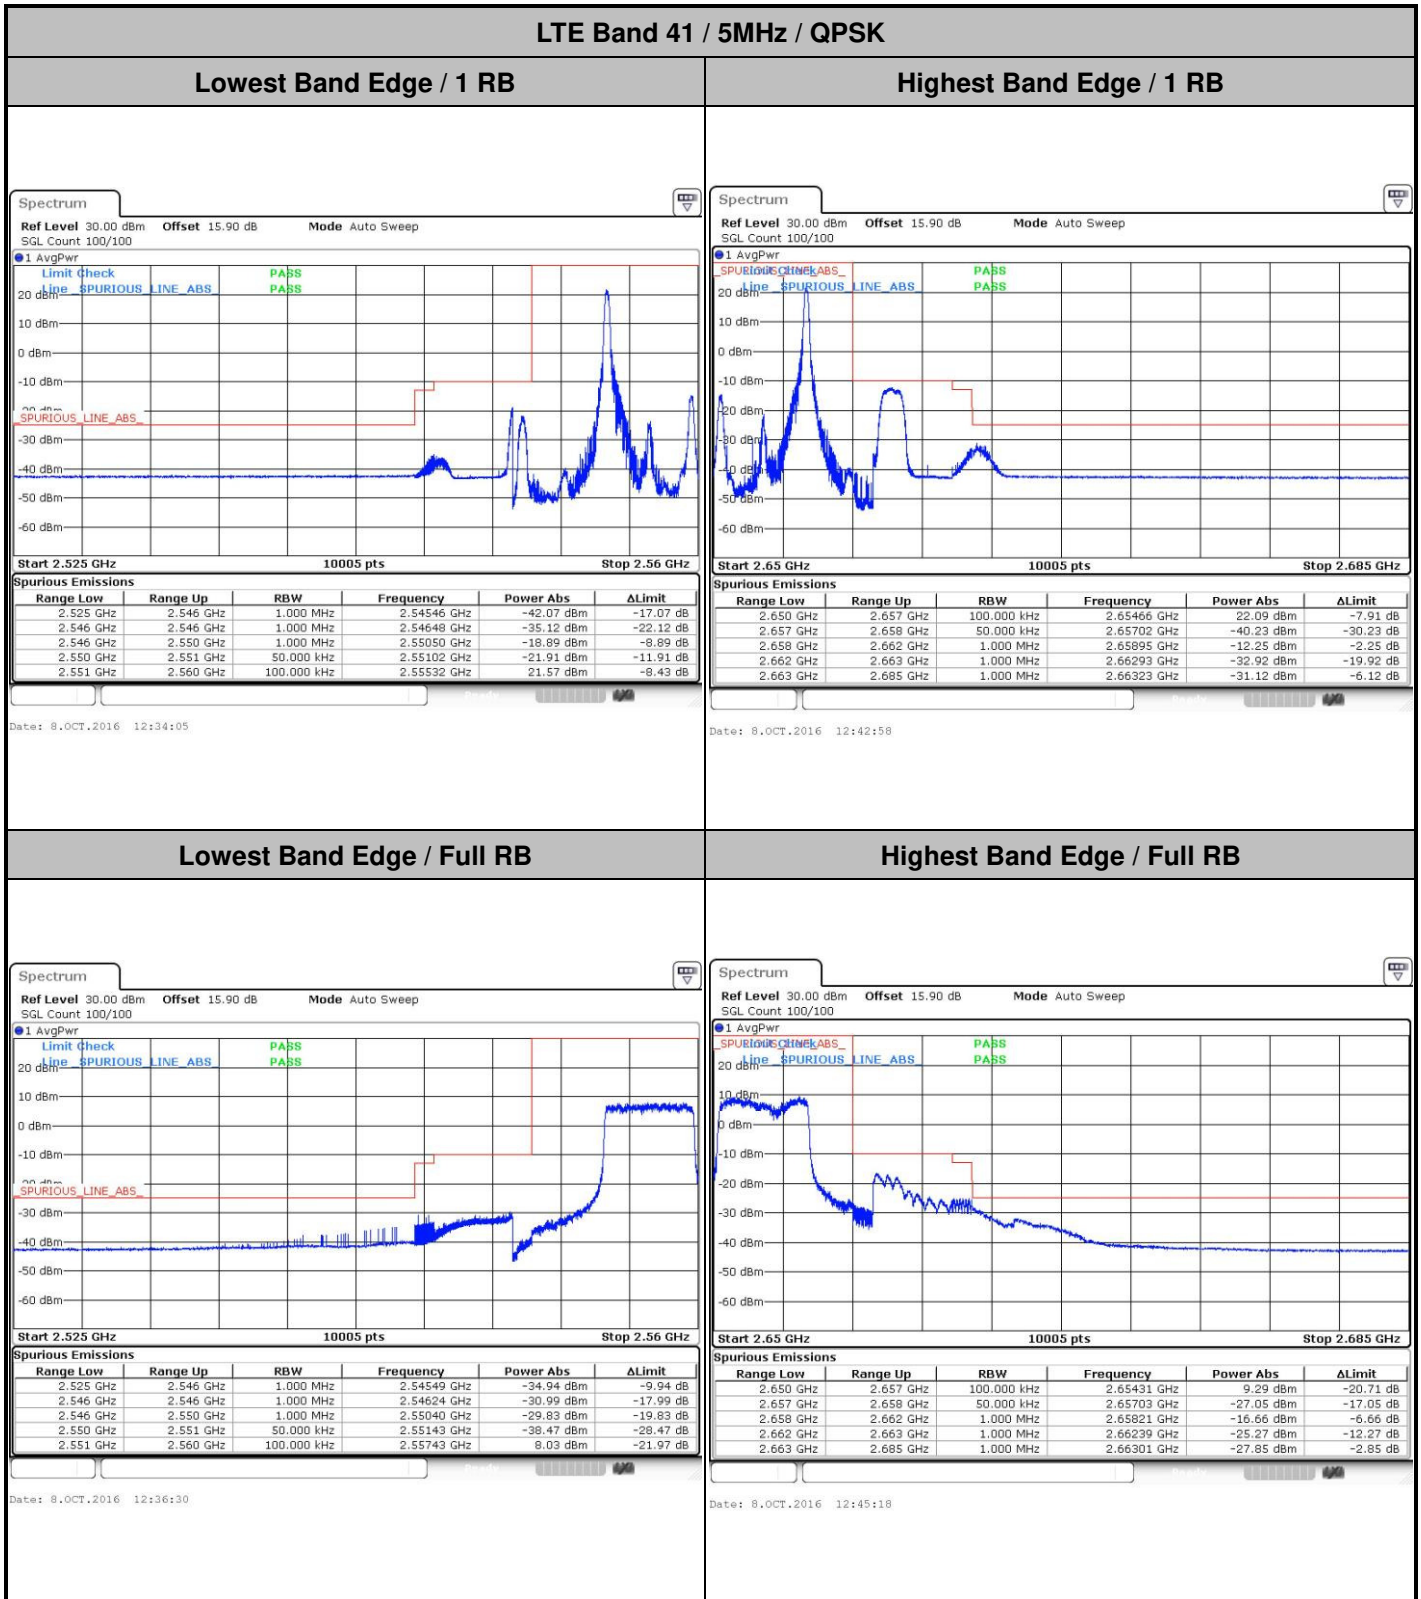 LTE Band 41 / 5MHz / QPSK
Lowest Band Edge / 1 RB
Highest Band Edge / 1 RB
Spectrum
Ref Level 30.00 dBm Offset 15.90 dB Mode Auto Sweep
SGL Count 100/100
1 AvgPwr
Limit Check PASS
Line _SPURIOUS_LINE_ABS_ PASS
20 dBm
10 dBm
0 dBm
-10 dBm
-20 dBm
_SPURIOUS_LINE_ABS_
-30 dBm
-40 dBm
-50 dBm
-60 dBm
Start 2.525 GHz 10005 pts Stop 2.56 GHz
Spurious Emissions
Range Low Range Up RBW Frequency Power Abs ΔLimit
2.525 GHz 2.546 GHz 1.000 MHz 2.54546 GHz -42.07 dBm -17.07 dB
2.546 GHz 2.546 GHz 1.000 MHz 2.54648 GHz -35.12 dBm -22.12 dB
2.546 GHz 2.550 GHz 1.000 MHz 2.55050 GHz -18.89 dBm -8.89 dB
2.550 GHz 2.551 GHz 50.000 kHz 2.55102 GHz -21.91 dBm -11.91 dB
2.551 GHz 2.560 GHz 100.000 kHz 2.55532 GHz 21.57 dBm -8.43 dB
Ready
Date: 8.OCT.2016 12:34:05
Spectrum
Ref Level 30.00 dBm Offset 15.90 dB Mode Auto Sweep
SGL Count 100/100
1 AvgPwr
_SPURIOUS_LINE_ABS_
Limit Check PASS
Line _SPURIOUS_LINE_ABS_ PASS
20 dBm
10 dBm
0 dBm
-10 dBm
-20 dBm
-30 dBm
-40 dBm
-50 dBm
-60 dBm
Start 2.65 GHz 10005 pts Stop 2.685 GHz
Spurious Emissions
Range Low Range Up RBW Frequency Power Abs ΔLimit
2.650 GHz 2.657 GHz 100.000 kHz 2.65466 GHz 22.09 dBm -7.91 dB
2.657 GHz 2.658 GHz 50.000 kHz 2.65702 GHz -40.23 dBm -30.23 dB
2.658 GHz 2.662 GHz 1.000 MHz 2.65895 GHz -12.25 dBm -2.25 dB
2.662 GHz 2.663 GHz 1.000 MHz 2.66293 GHz -32.92 dBm -19.92 dB
2.663 GHz 2.685 GHz 1.000 MHz 2.66323 GHz -31.12 dBm -6.12 dB
Ready
Date: 8.OCT.2016 12:42:58
Lowest Band Edge / Full RB
Highest Band Edge / Full RB
Spectrum
Ref Level 30.00 dBm Offset 15.90 dB Mode Auto Sweep
SGL Count 100/100
1 AvgPwr
Limit Check PASS
Line _SPURIOUS_LINE_ABS_ PASS
20 dBm
10 dBm
0 dBm
-10 dBm
-20 dBm
_SPURIOUS_LINE_ABS_
-30 dBm
-40 dBm
-50 dBm
-60 dBm
Start 2.525 GHz 10005 pts Stop 2.56 GHz
Spurious Emissions
Range Low Range Up RBW Frequency Power Abs ΔLimit
2.525 GHz 2.546 GHz 1.000 MHz 2.54549 GHz -34.94 dBm -9.94 dB
2.546 GHz 2.546 GHz 1.000 MHz 2.54624 GHz -30.99 dBm -17.99 dB
2.546 GHz 2.550 GHz 1.000 MHz 2.55040 GHz -29.83 dBm -19.83 dB
2.550 GHz 2.551 GHz 50.000 kHz 2.55143 GHz -38.47 dBm -28.47 dB
2.551 GHz 2.560 GHz 100.000 kHz 2.55743 GHz 8.03 dBm -21.97 dB
Ready
Date: 8.OCT.2016 12:36:30
Spectrum
Ref Level 30.00 dBm Offset 15.90 dB Mode Auto Sweep
SGL Count 100/100
1 AvgPwr
_SPURIOUS_LINE_ABS_
Limit Check PASS
Line _SPURIOUS_LINE_ABS_ PASS
20 dBm
10 dBm
0 dBm
-10 dBm
-20 dBm
-30 dBm
-40 dBm
-50 dBm
-60 dBm
Start 2.65 GHz 10005 pts Stop 2.685 GHz
Spurious Emissions
Range Low Range Up RBW Frequency Power Abs ΔLimit
2.650 GHz 2.657 GHz 100.000 kHz 2.65431 GHz 9.29 dBm -20.71 dB
2.657 GHz 2.658 GHz 50.000 kHz 2.65703 GHz -27.05 dBm -17.05 dB
2.658 GHz 2.662 GHz 1.000 MHz 2.65821 GHz -16.66 dBm -6.66 dB
2.662 GHz 2.663 GHz 1.000 MHz 2.66239 GHz -25.27 dBm -12.27 dB
2.663 GHz 2.685 GHz 1.000 MHz 2.66301 GHz -27.85 dBm -2.85 dB
Ready
Date: 8.OCT.2016 12:45:18